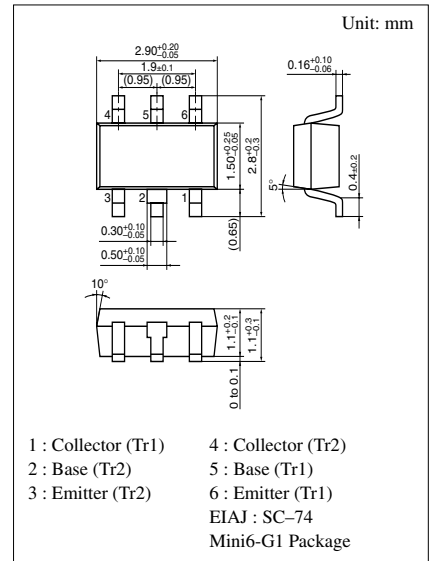 Unit: mm
2.90+0.20−0.05
1.9±0.1
(0.95) (0.95)
4 5 6
3 2 1
1.50+0.25−0.05
2.8+0.2−0.3
(0.65)
0.30+0.10−0.05
0.50+0.10−0.05
0.16+0.10−0.06
5°
0.4±0.2
10°
1.1+0.2−0.1
1.1+0.3−0.1
0 to 0.1
1 : Collector (Tr1) 4 : Collector (Tr2)
2 : Base (Tr2) 5 : Base (Tr1)
3 : Emitter (Tr2) 6 : Emitter (Tr1)
EIAJ : SC–74
Mini6-G1 Package